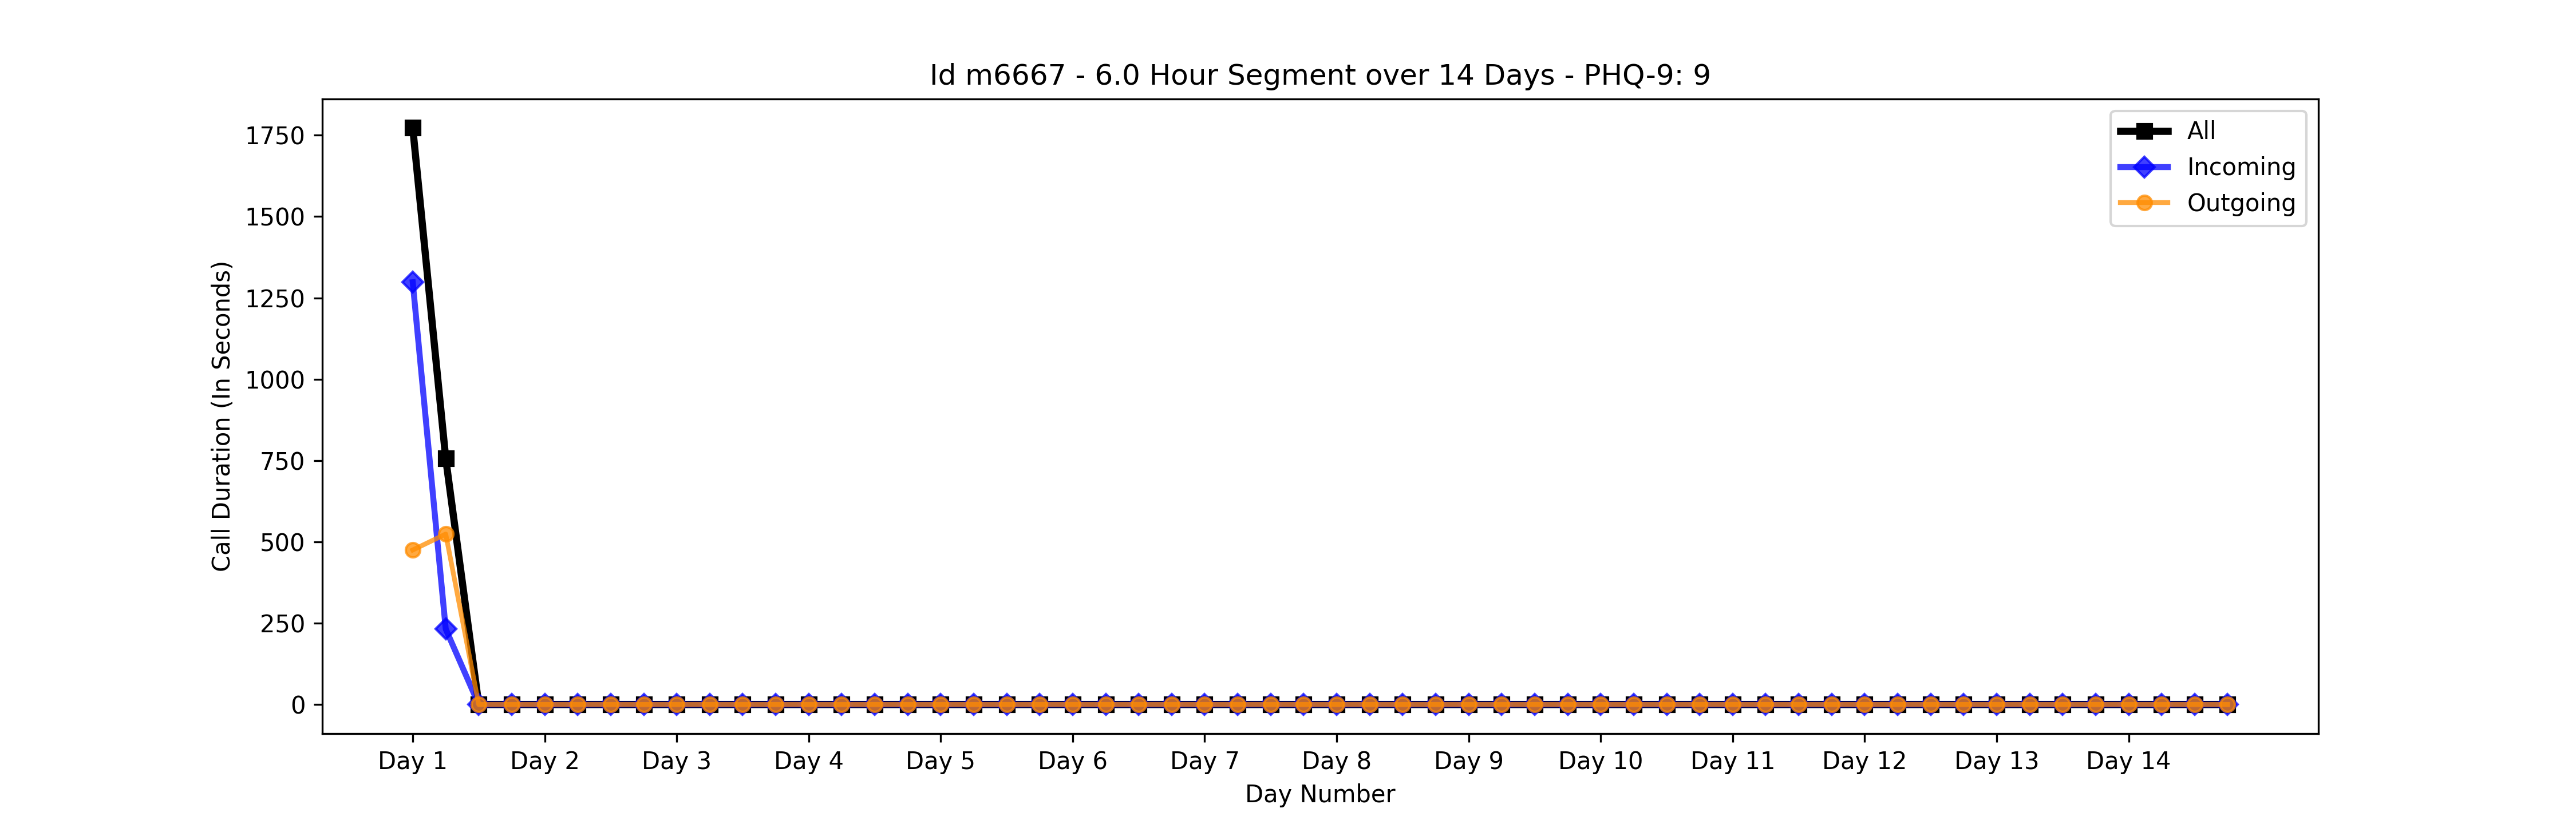 Id m6667 - 6.0 Hour Segment over 14 Days - PHQ-9: 9
All
Incoming
Outgoing
Call Duration (In Seconds)
1750
1500
1250
1000
750
500
250
0
Day 1 Day 2 Day 3 Day 4 Day 5 Day 6 Day 7 Day 8 Day 9 Day 10 Day 11 Day 12 Day 13 Day 14
Day Number